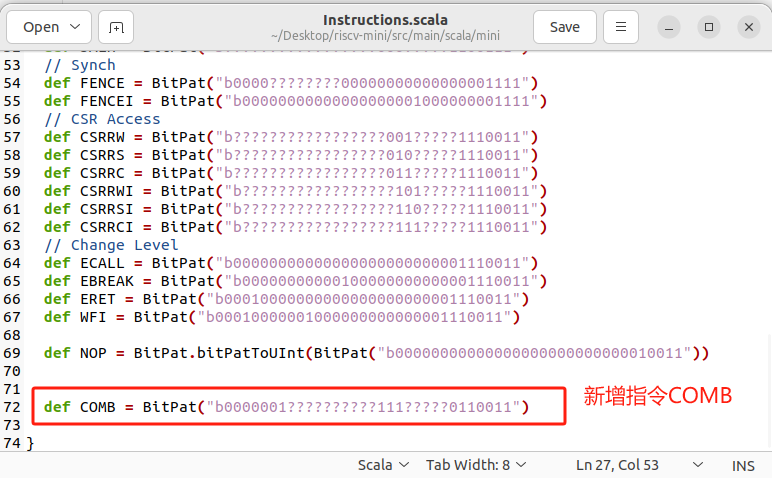 Open
Instructions.scala
~/Desktop/riscv-mini/src/main/scala/mini
Save
53 // Synch
54 def FENCE = BitPat("b0000????????00000000000000001111")
55 def FENCEI = BitPat("b00000000000000000001000000001111")
56 // CSR Access
57 def CSRRW = BitPat("b?????????????????001?????1110011")
58 def CSRRS = BitPat("b?????????????????010?????1110011")
59 def CSRRC = BitPat("b?????????????????011?????1110011")
60 def CSRRWI = BitPat("b?????????????????101?????1110011")
61 def CSRRSI = BitPat("b?????????????????110?????1110011")
62 def CSRRCI = BitPat("b?????????????????111?????1110011")
63 // Change Level
64 def ECALL = BitPat("b00000000000000000000000001110011")
65 def EBREAK = BitPat("b00000000000100000000000001110011")
66 def ERET = BitPat("b00010000000000000000000001110011")
67 def WFI = BitPat("b00010000001000000000000001110011")
68
69 def NOP = BitPat.bitPatToUInt(BitPat("b00000000000000000000000000010011"))
70
71
72 def COMB = BitPat("b0000001??????????111?????0110011")
新增指令COMB
73
74 }
Scala Tab Width: 8 Ln 27, Col 53 INS